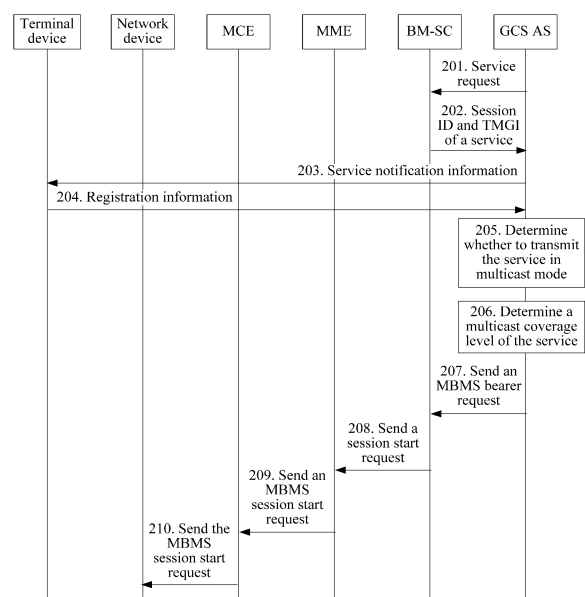 Terminal
device
Network
device
MCE
MME
BM-SC
GCS AS
201. Service
request
202. Session
ID and TMGI
of a service
203. Service notification information
204. Registration information
205. Determine
whether to transmit
the service in
multicast mode
206. Determine a
multicast coverage
level of the service
207. Send an
MBMS bearer
request
208. Send a
session start
request
209. Send an
MBMS
session start
request
210. Send the
MBMS
session start
request